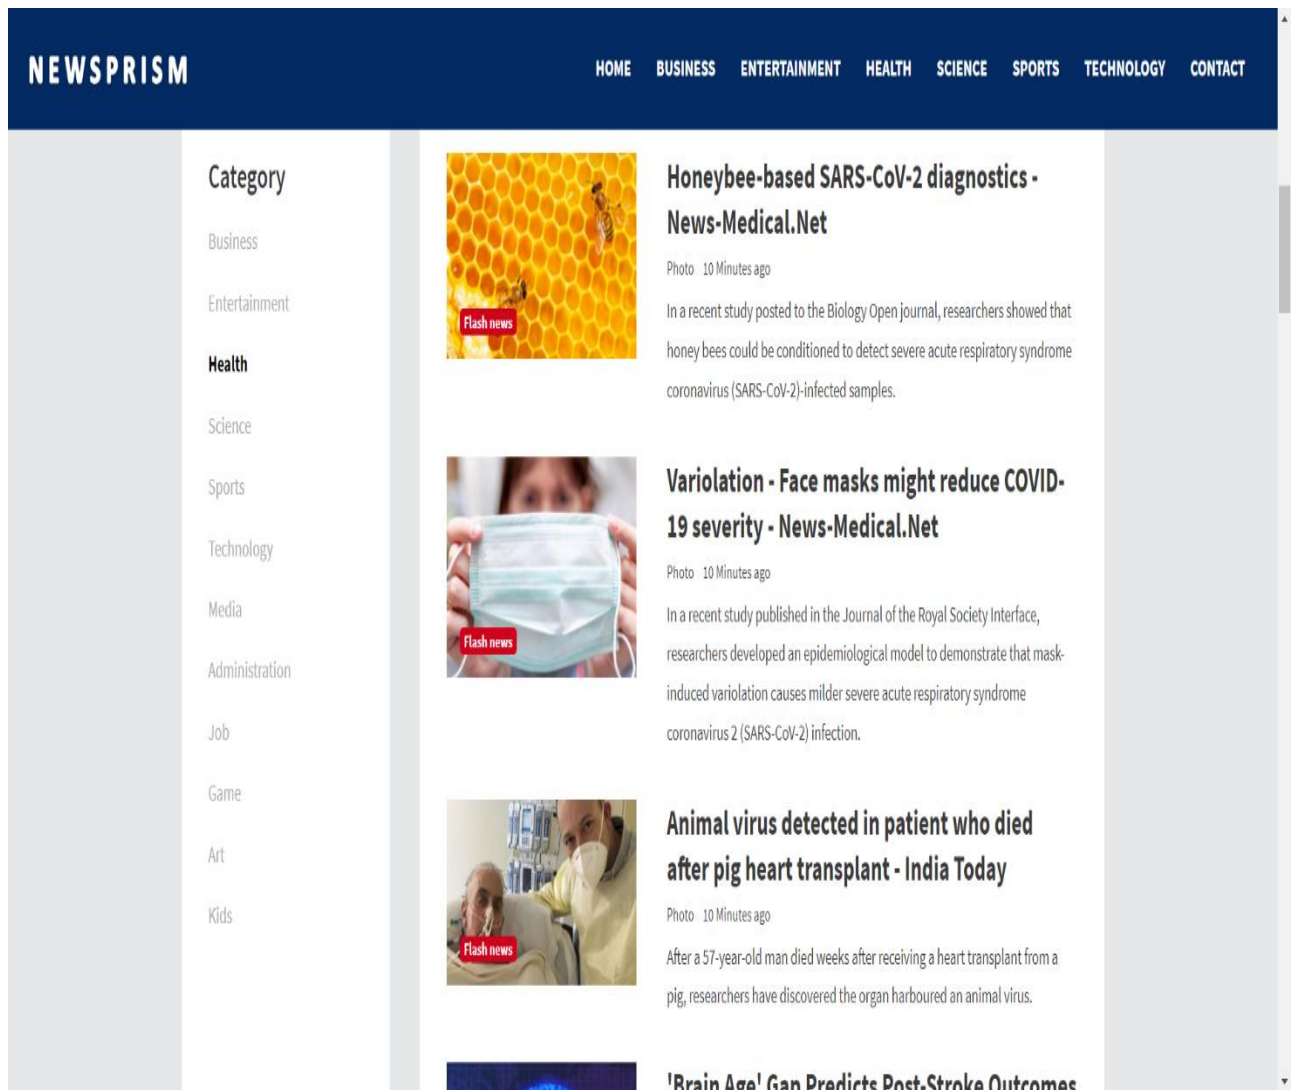 NEWSPRISM
HOME BUSINESS ENTERTAINMENT HEALTH SCIENCE SPORTS TECHNOLOGY CONTACT
Category
Business
Entertainment
Health
Science
Sports
Technology
Media
Administration
Job
Game
Art
Kids
Flash news
Honeybee-based SARS-CoV-2 diagnostics -
News-Medical.Net
Photo 10 Minutes ago
In a recent study posted to the Biology Open journal, researchers showed that
honey bees could be conditioned to detect severe acute respiratory syndrome
coronavirus (SARS-CoV-2)-infected samples.
Flash news
Variolation - Face masks might reduce COVID-
19 severity - News-Medical.Net
Photo 10 Minutes ago
In a recent study published in the Journal of the Royal Society Interface,
researchers developed an epidemiological model to demonstrate that mask-
induced variolation causes milder severe acute respiratory syndrome
coronavirus 2 (SARS-CoV-2) infection.
Flash news
Animal virus detected in patient who died
after pig heart transplant - India Today
Photo 10 Minutes ago
After a 57-year-old man died weeks after receiving a heart transplant from a
pig, researchers have discovered the organ harboured an animal virus.
'Brain Age' Gap Predicts Post-Stroke Outcomes